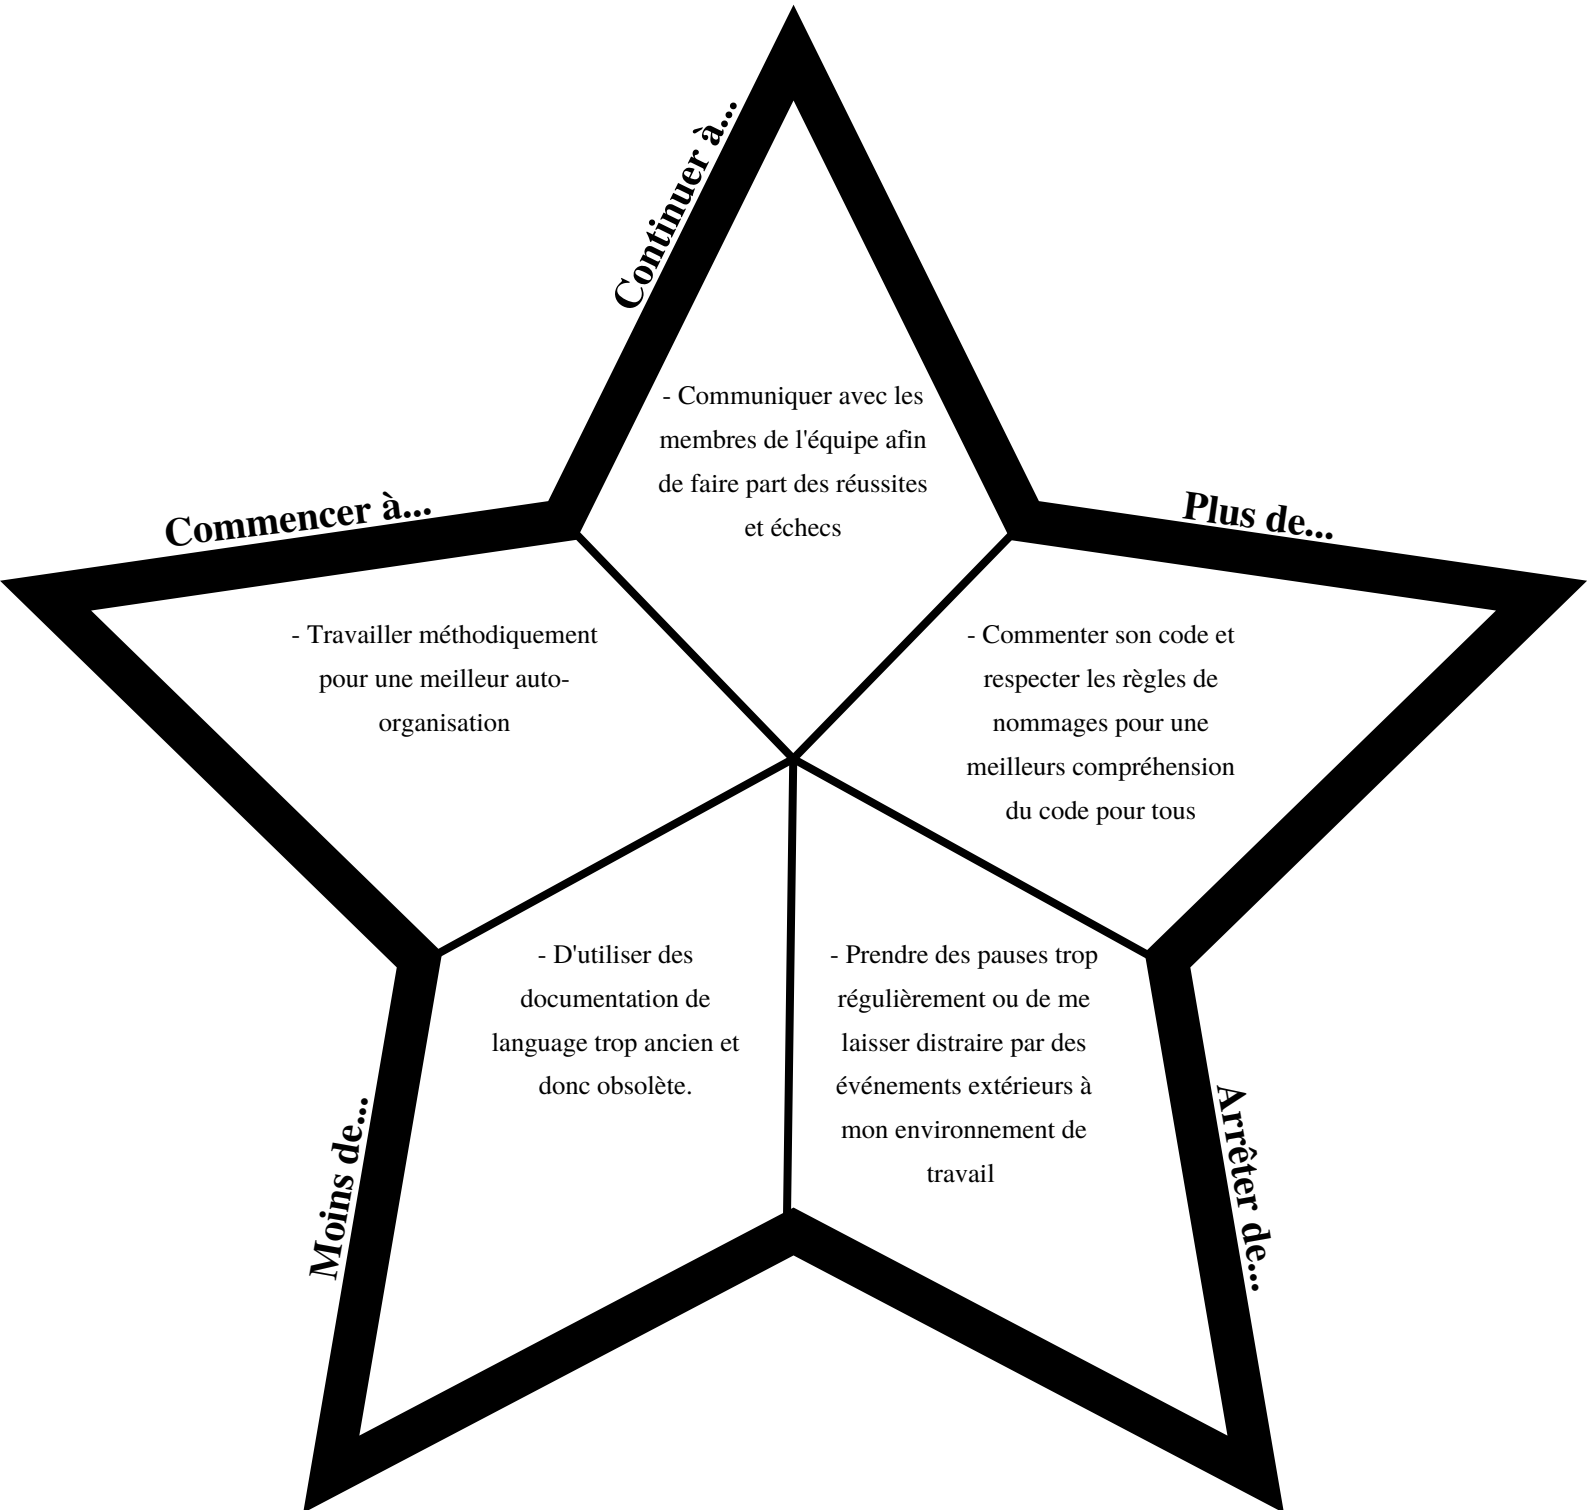 Continuer à...
- Communiquer avec les
membres de l'équipe afin
de faire part des réussites
et échecs
Commencer à...
- Travailler méthodiquement
pour une meilleur auto-
organisation
Plus de...
- Commenter son code et
respecter les règles de
nommages pour une
meilleurs compréhension
du code pour tous
Moins de...
- D'utiliser des
documentation de
language trop ancien et
donc obsolète.
Arrêter de...
- Prendre des pauses trop
régulièrement ou de me
laisser distraire par des
événements extérieurs à
mon environnement de
travail